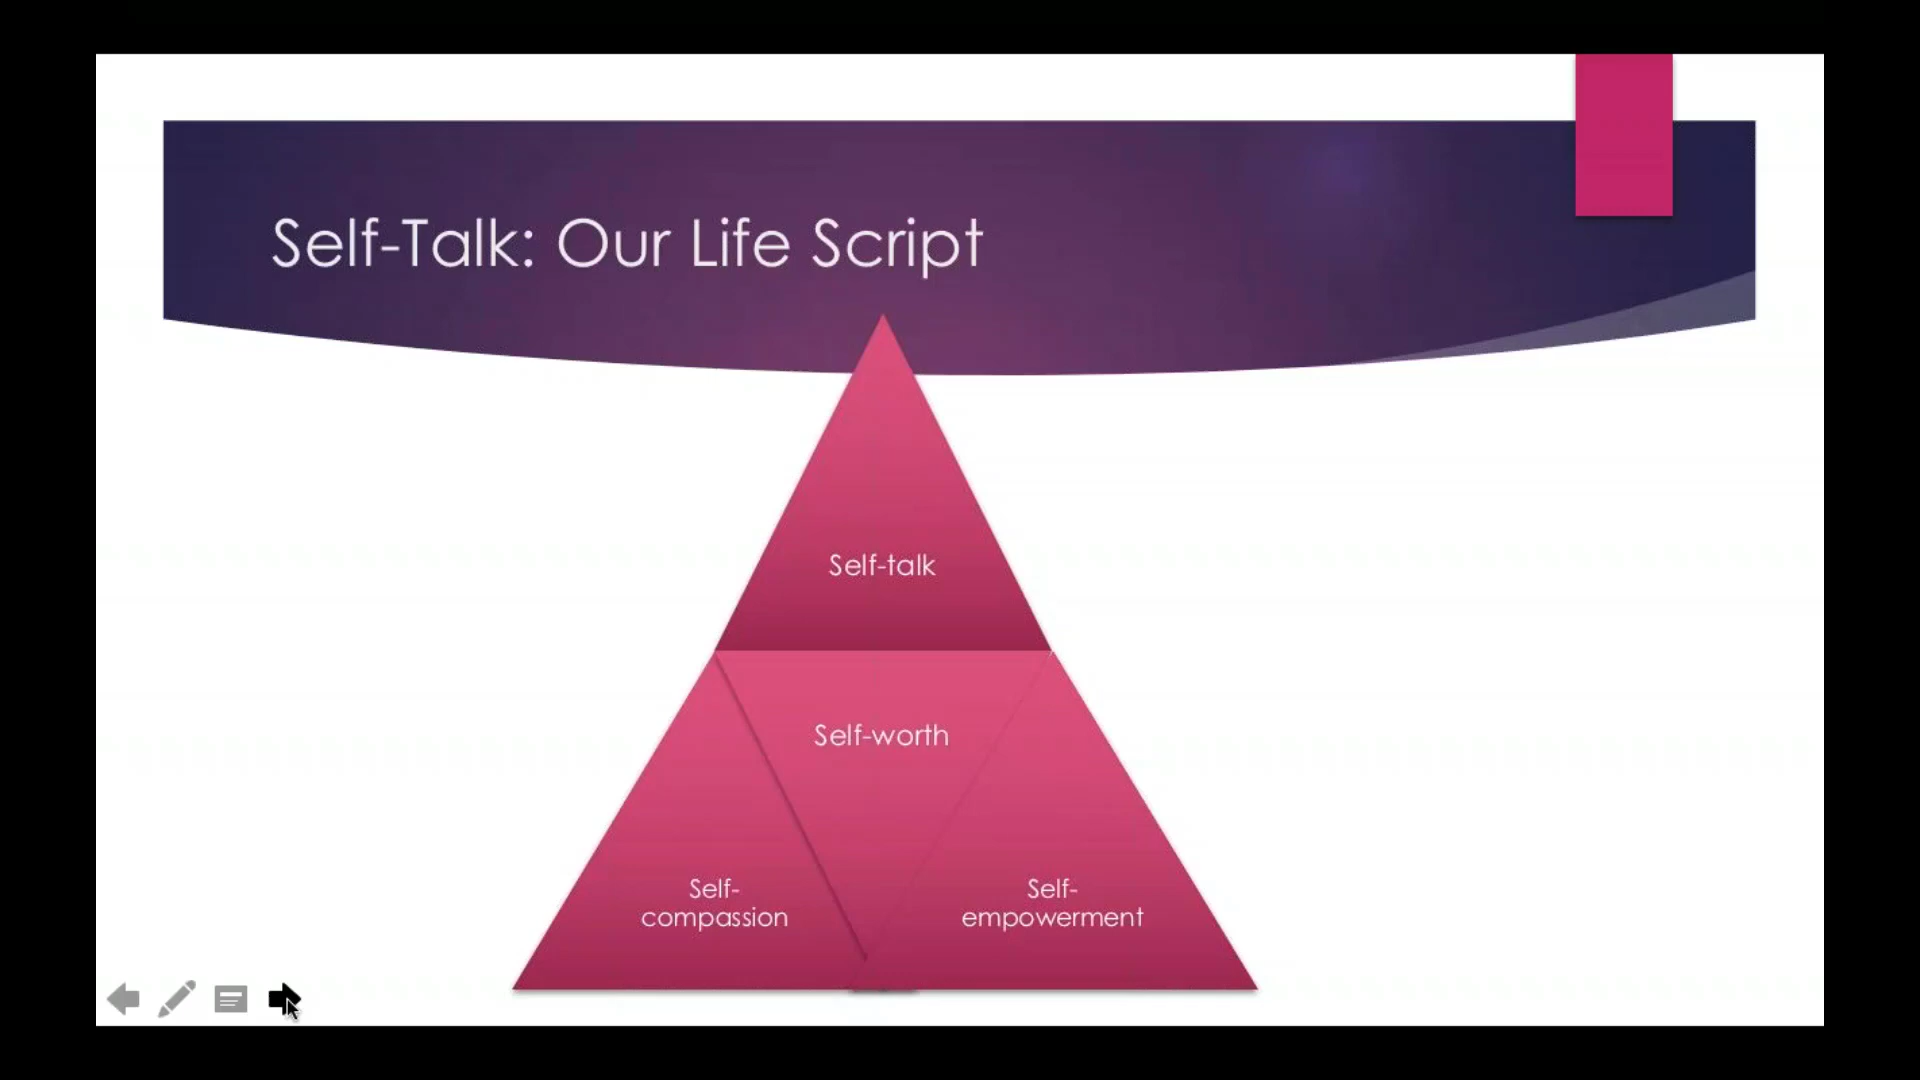 Self-Talk: Our Life Script
Self-talk
Self-worth
Self-
compassion
Self-
empowerment